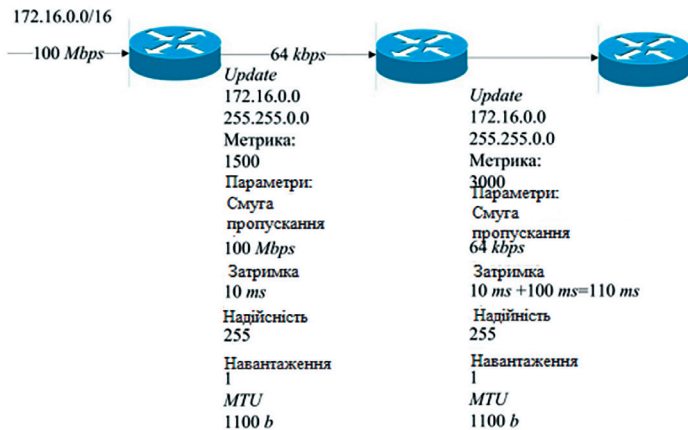 172.16.0.0/16
100 Mbps
64 kbps
Update
172.16.0.0
255.255.0.0
Метрика:
1500
Параметри:
Смуга
пропускання
100 Mbps
Затримка
10 ms
Надійсність
255
Навантаження
1
MTU
1100 b
Update
172.16.0.0
255.255.0.0
Метрика:
3000
Параметри:
Смуга
пропускання
64 kbps
Затримка
10 ms +100 ms=110 ms
Надійність
255
Навантаження
1
MTU
1100 b